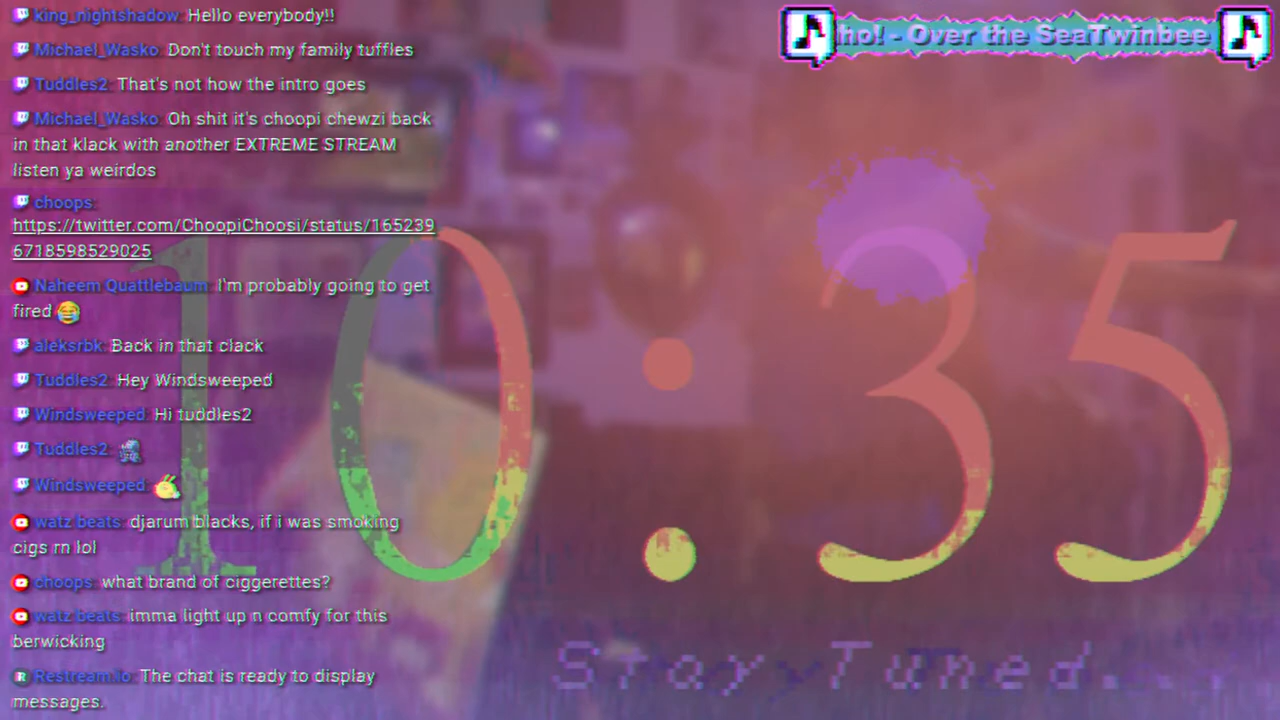 king_nightshadow: Hello everybody!!
Michael_Wasko: Don't touch my family tuffles
Tuddles2: That's not how the intro goes
Michael_Wasko: Oh shit it's choopi chewzi back
in that klack with another EXTREME STREAM
listen ya weirdos
choops:
https://twitter.com/ChoopiChoosi/status/165239
6718598529025
Naheem Quattlebaum: I'm probably going to get
fired 😂
aleksrbk: Back in that clack
Tuddles2: Hey Windsweeped
Windsweeped: Hi tuddles2
Tuddles2:
Windsweeped:
watz beats: djarum blacks, if i was smoking
cigs rn lol
choops: what brand of ciggerettes?
watz beats: imma light up n comfy for this
berwicking
Restream.io: The chat is ready to display
messages.
ho! - Over the SeaTwinbee
10:35
Stay Tuned...